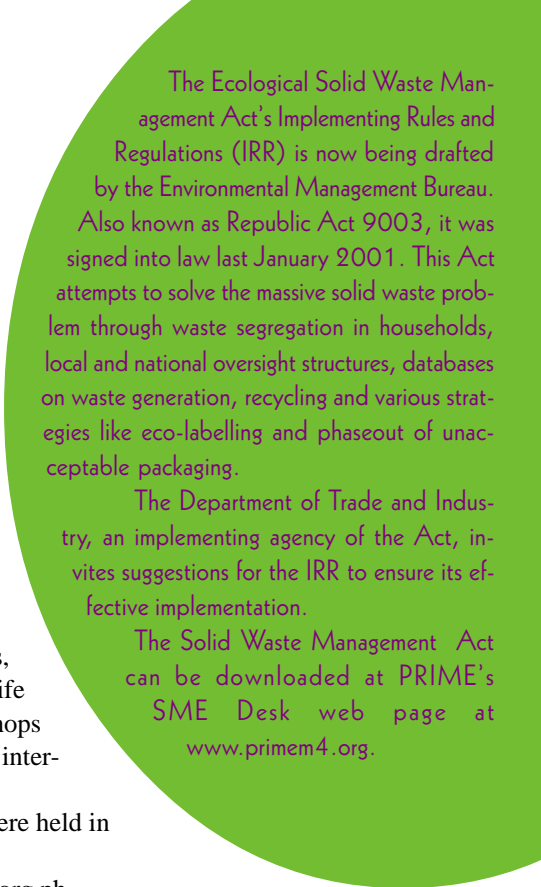 The Ecological Solid Waste Man-
agement Act's Implementing Rules and
Regulations (IRR) is now being drafted
by the Environmental Management Bureau.
Also known as Republic Act 9003, it was
signed into law last January 2001. This Act
attempts to solve the massive solid waste prob-
lem through waste segregation in households,
local and national oversight structures, databases
on waste generation, recycling and various strat-
egies like eco-labelling and phaseout of unac-
ceptable packaging.
The Department of Trade and Indus-
try, an implementing agency of the Act, in-
vites suggestions for the IRR to ensure its ef-
fective implementation.
The Solid Waste Management Act
can be downloaded at PRIME's
SME Desk web page at
www.primem4.org.
inter-
held in